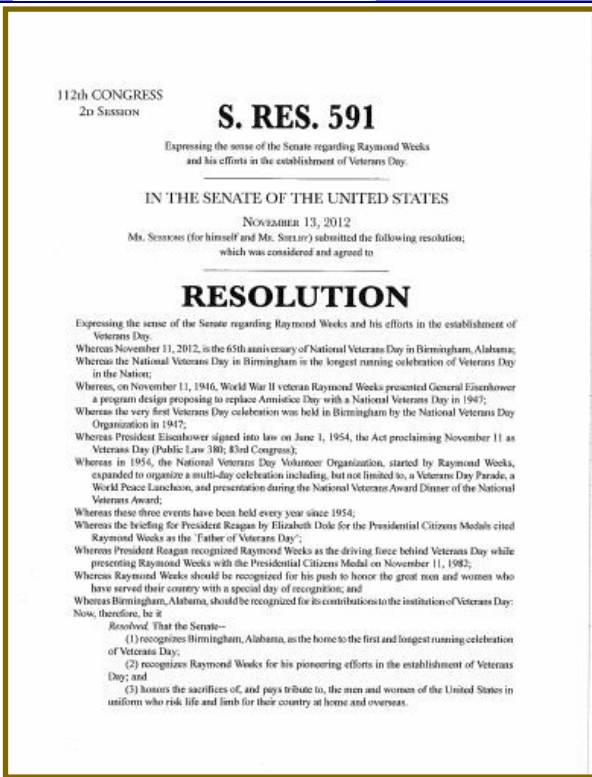 112th CONGRESS
2D SESSION
S. RES. 591
Expressing the sense of the Senate regarding Raymond Weeks
and his efforts in the establishment of Veterans Day.
IN THE SENATE OF THE UNITED STATES
NOVEMBER 13, 2012
MR. SESSIONS (for himself and MR. SHELBY) submitted the following resolution;
which was considered and agreed to
RESOLUTION
Expressing the sense of the Senate regarding Raymond Weeks and his efforts in the establishment of
Veterans Day.
Whereas November 11, 2012, is the 65th anniversary of National Veterans Day in Birmingham, Alabama;
Whereas the National Veterans Day in Birmingham is the longest running celebration of Veterans Day
in the Nation;
Whereas, on November 11, 1946, World War II veteran Raymond Weeks presented General Eisenhower
a program design proposing to replace Armistice Day with a National Veterans Day in 1947;
Whereas the very first Veterans Day celebration was held in Birmingham by the National Veterans Day
Organization in 1947;
Whereas President Eisenhower signed into law on June 1, 1954, the Act proclaiming November 11 as
Veterans Day (Public Law 380; 83rd Congress);
Whereas in 1954, the National Veterans Day Volunteer Organization, started by Raymond Weeks,
expanded to organize a multi-day celebration including, but not limited to, a Veterans Day Parade, a
World Peace Luncheon, and presentation during the National Veterans Award Dinner of the National
Veterans Award;
Whereas these three events have been held every year since 1954;
Whereas the briefing for President Reagan by Elizabeth Dole for the Presidential Citizens Medals cited
Raymond Weeks as the "Father of Veterans Day";
Whereas President Reagan recognized Raymond Weeks as the driving force behind Veterans Day while
presenting Raymond Weeks with the Presidential Citizens Medal on November 11, 1982;
Whereas Raymond Weeks should be recognized for his push to honor the great men and women who
have served their country with a special day of recognition; and
Whereas Birmingham, Alabama, should be recognized for its contributions to the institution of Veterans Day:
Now, therefore, be it
Resolved, That the Senate--
(1) recognizes Birmingham, Alabama, as the home to the first and longest running celebration
of Veterans Day;
(2) recognizes Raymond Weeks for his pioneering efforts in the establishment of Veterans
Day; and
(3) honors the sacrifices of, and pays tribute to, the men and women of the United States in
uniform who risk life and limb for their country at home and overseas.